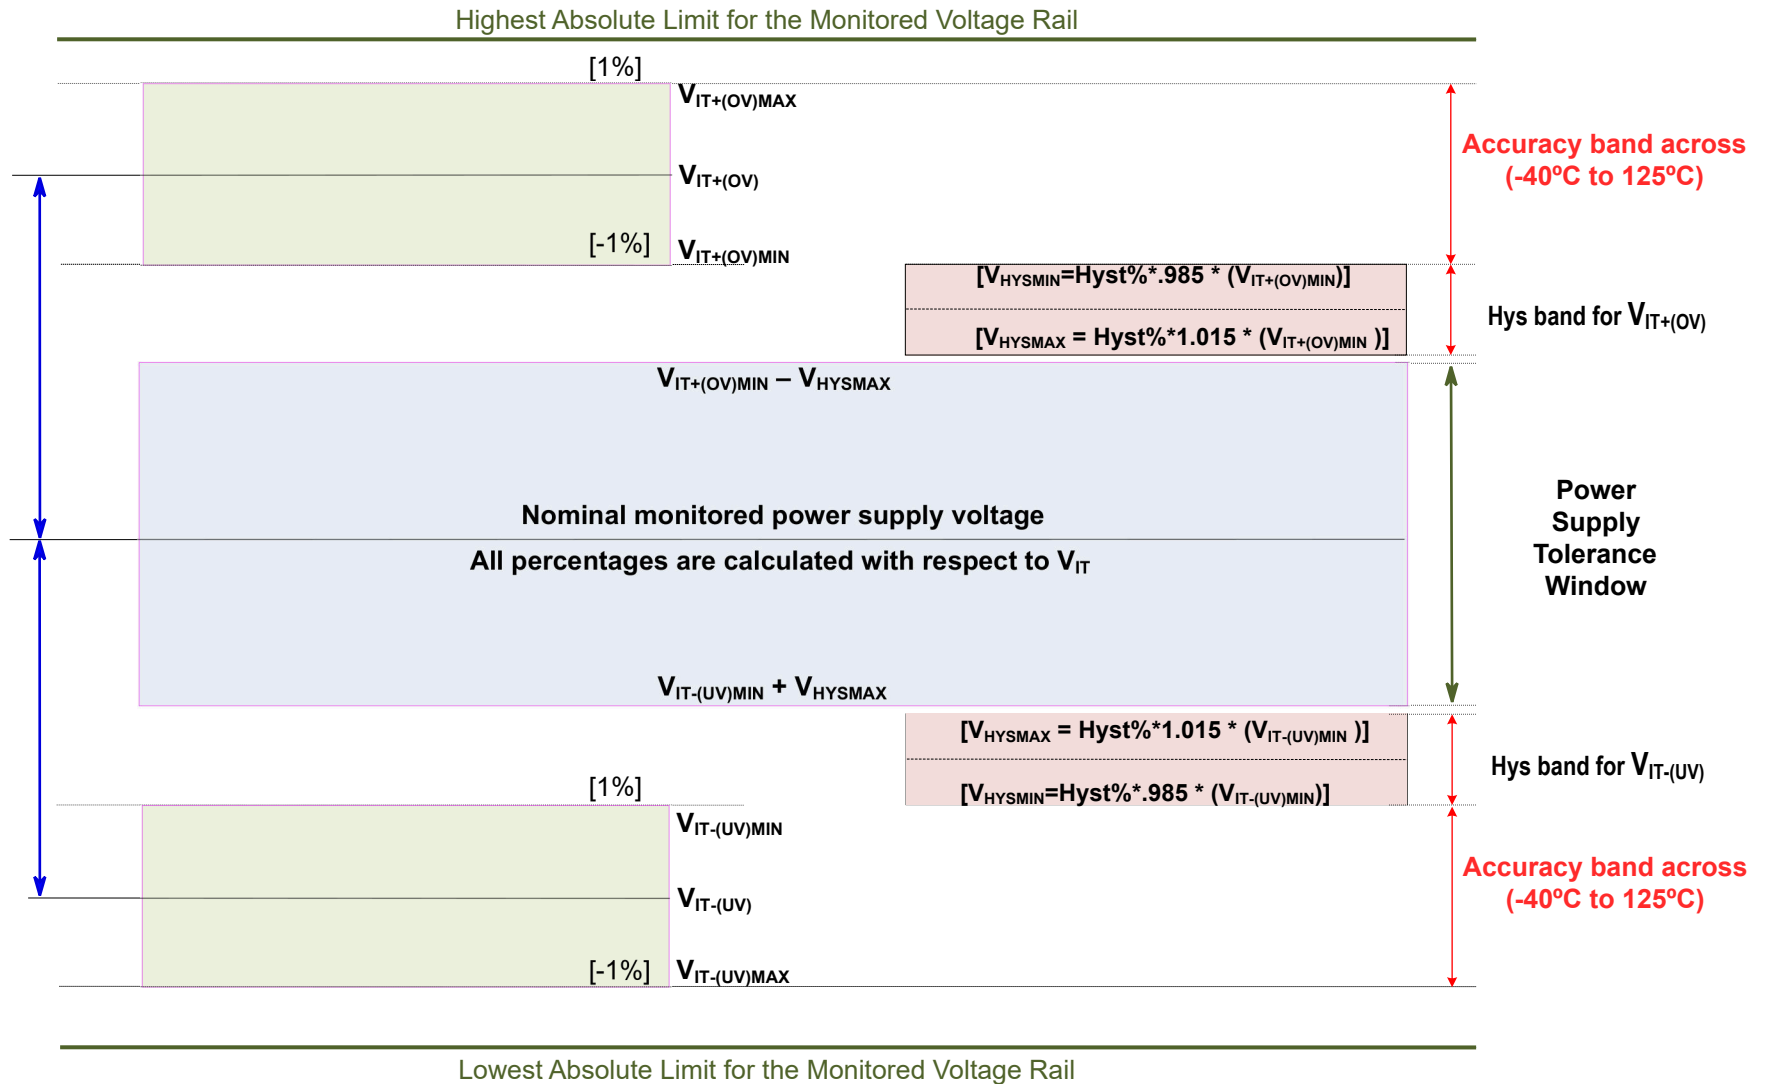 Highest Absolute Limit for the Monitored Voltage Rail
[1%]
VIT+(OV)MAX
Accuracy band across
(-40ºC to 125ºC)
VIT+(OV)
[-1%] VIT+(OV)MIN
[VHYSMIN=Hyst%*.985 * (VIT+(OV)MIN)]
Hys band for VIT+(OV)
[VHYSMAX = Hyst%*1.015 * (VIT+(OV)MIN )]
VIT+(OV)MIN – VHYSMAX
Nominal monitored power supply voltage
All percentages are calculated with respect to VIT
Power
Supply
Tolerance
Window
VIT-(UV)MIN + VHYSMAX
[VHYSMAX = Hyst%*1.015 * (VIT-(UV)MIN )]
Hys band for VIT-(UV)
[VHYSMIN=Hyst%*.985 * (VIT-(UV)MIN)]
[1%]
VIT-(UV)MIN
Accuracy band across
(-40ºC to 125ºC)
VIT-(UV)
[-1%] VIT-(UV)MAX
Lowest Absolute Limit for the Monitored Voltage Rail